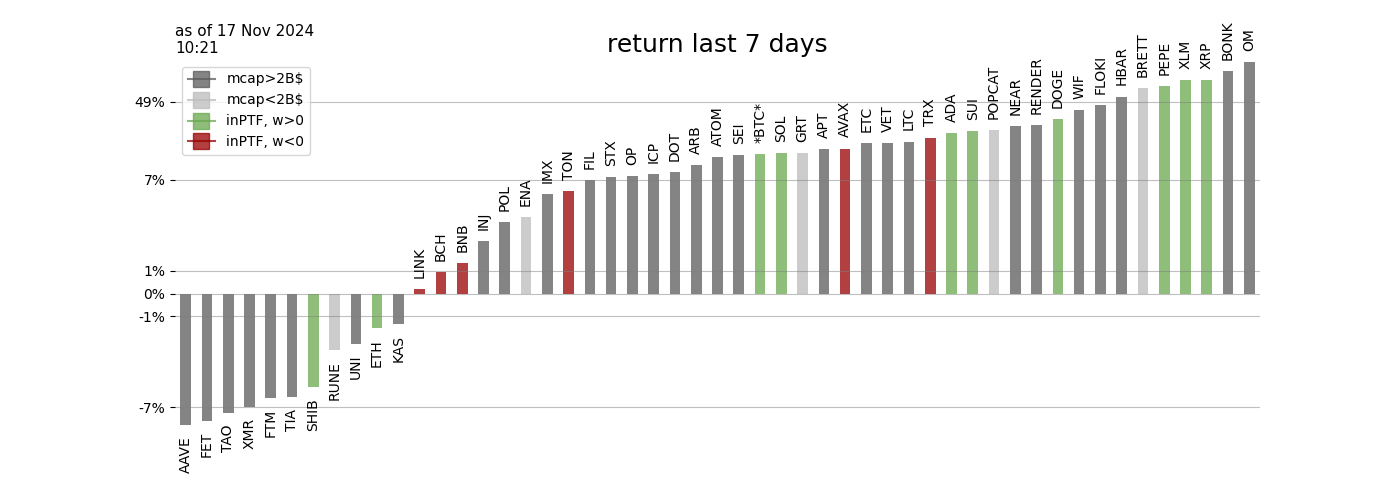 as of 17 Nov 2024
10:21
return last 7 days
mcap>2B$
mcap<2B$
inPTF, w>0
inPTF, w<0
49%
7%
1%
0%
-1%
-7%
AAVE
FET
TAO
XMR
FTM
TIA
SHIB
RUNE
UNI
ETH
KAS
LINK
BCH
BNB
INJ
POL
ENA
IMX
TON
FIL
STX
OP
ICP
DOT
ARB
ATOM
SEI
*BTC*
SOL
GRT
APT
AVAX
ETC
VET
LTC
TRX
ADA
SUI
POPCAT
NEAR
RENDER
DOGE
WIF
FLOKI
HBAR
BRETT
PEPE
XLM
XRP
BONK
OM